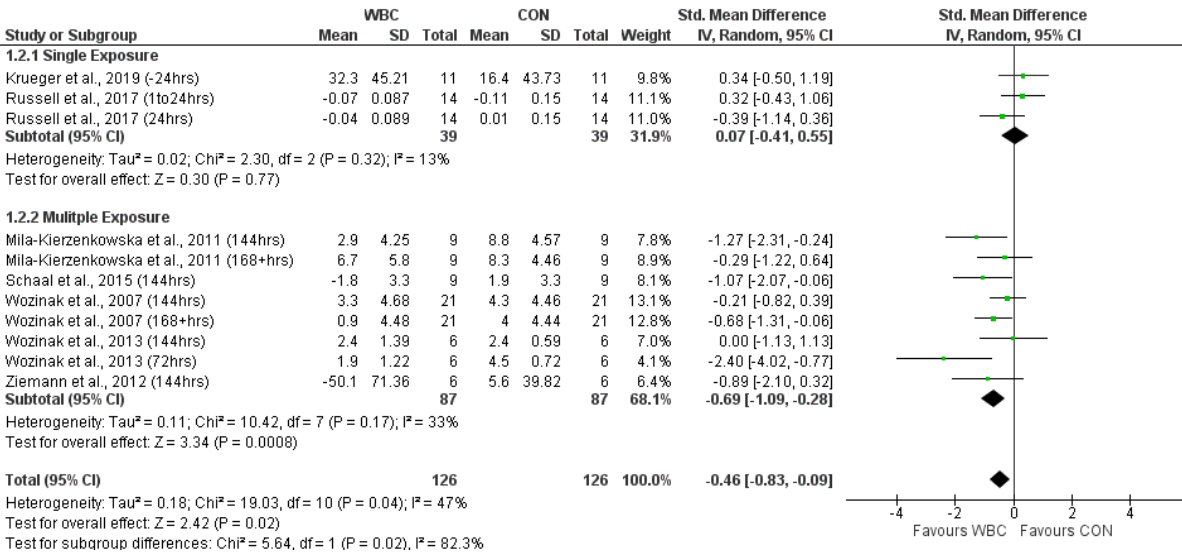 WBC CON Std. Mean Difference Std. Mean Difference
Study or Subgroup Mean SD Total Mean SD Total Weight IV, Random, 95% CI IV, Random, 95% CI
1.2.1 Single Exposure
Krueger et al., 2019 (-24hrs) 32.3 45.21 11 16.4 43.73 11 9.8% 0.34 [-0.50, 1.19]
Russell et al., 2017 (1to24hrs) -0.07 0.087 14 -0.11 0.15 14 11.1% 0.32 [-0.43, 1.06]
Russell et al., 2017 (24hrs) -0.04 0.089 14 0.01 0.15 14 11.0% -0.39 [-1.14, 0.36]
Subtotal (95% CI) 39 39 31.9% 0.07 [-0.41, 0.55]
Heterogeneity: Tau² = 0.02; Chi² = 2.30, df = 2 (P = 0.32); I² = 13%
Test for overall effect: Z = 0.30 (P = 0.77)
1.2.2 Mulitple Exposure
Mila-Kierzenkowska et al., 2011 (144hrs) 2.9 4.25 9 8.8 4.57 9 7.8% -1.27 [-2.31, -0.24]
Mila-Kierzenkowska et al., 2011 (168+hrs) 6.7 5.8 9 8.3 4.46 9 8.9% -0.29 [-1.22, 0.64]
Schaal et al., 2015 (144hrs) -1.8 3.3 9 1.9 3.3 9 8.1% -1.07 [-2.07, -0.06]
Wozinak et al., 2007 (144hrs) 3.3 4.68 21 4.3 4.46 21 13.1% -0.21 [-0.82, 0.39]
Wozinak et al., 2007 (168+hrs) 0.9 4.48 21 4 4.44 21 12.8% -0.68 [-1.31, -0.06]
Wozinak et al., 2013 (144hrs) 2.4 1.39 6 2.4 0.59 6 7.0% 0.00 [-1.13, 1.13]
Wozinak et al., 2013 (72hrs) 1.9 1.22 6 4.5 0.72 6 4.1% -2.40 [-4.02, -0.77]
Ziemann et al., 2012 (144hrs) -50.1 71.36 6 5.6 39.82 6 6.4% -0.89 [-2.10, 0.32]
Subtotal (95% CI) 87 87 68.1% -0.69 [-1.09, -0.28]
Heterogeneity: Tau² = 0.11; Chi² = 10.42, df = 7 (P = 0.17); I² = 33%
Test for overall effect: Z = 3.34 (P = 0.0008)
Total (95% CI) 126 126 100.0% -0.46 [-0.83, -0.09]
Heterogeneity: Tau² = 0.18; Chi² = 19.03, df = 10 (P = 0.04); I² = 47%
Test for overall effect: Z = 2.42 (P = 0.02)
Test for subgroup differences: Chi² = 5.64, df = 1 (P = 0.02), I² = 82.3%
-4 -2 0 2 4
Favours WBC Favours CON